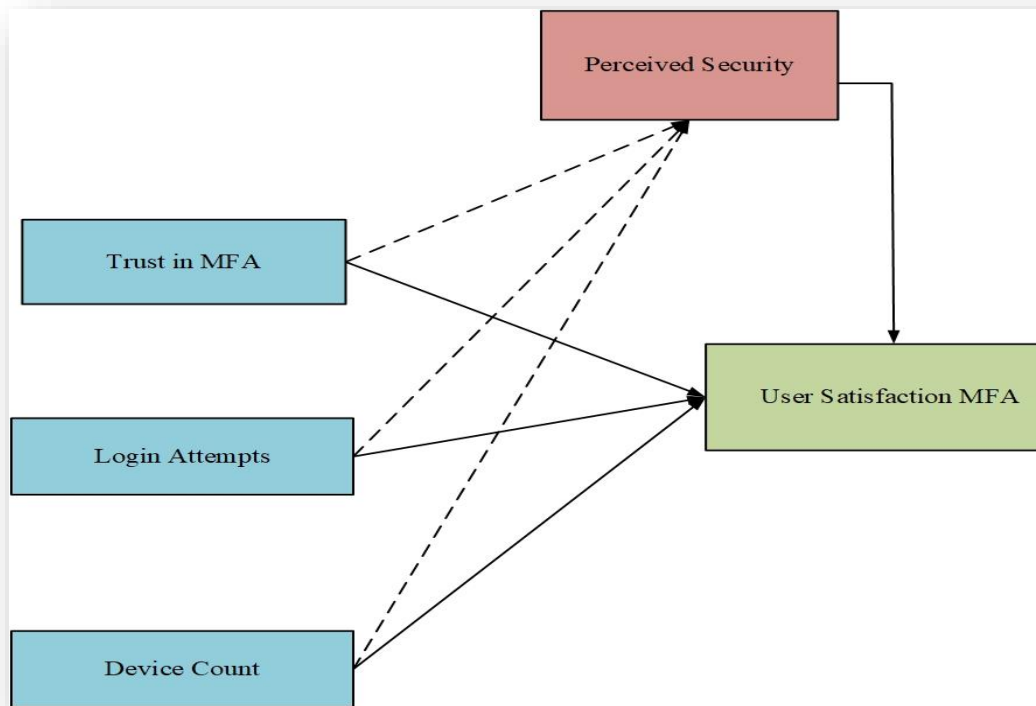 Perceived Security
Trust in MFA
User Satisfaction MFA
Login Attempts
Device Count